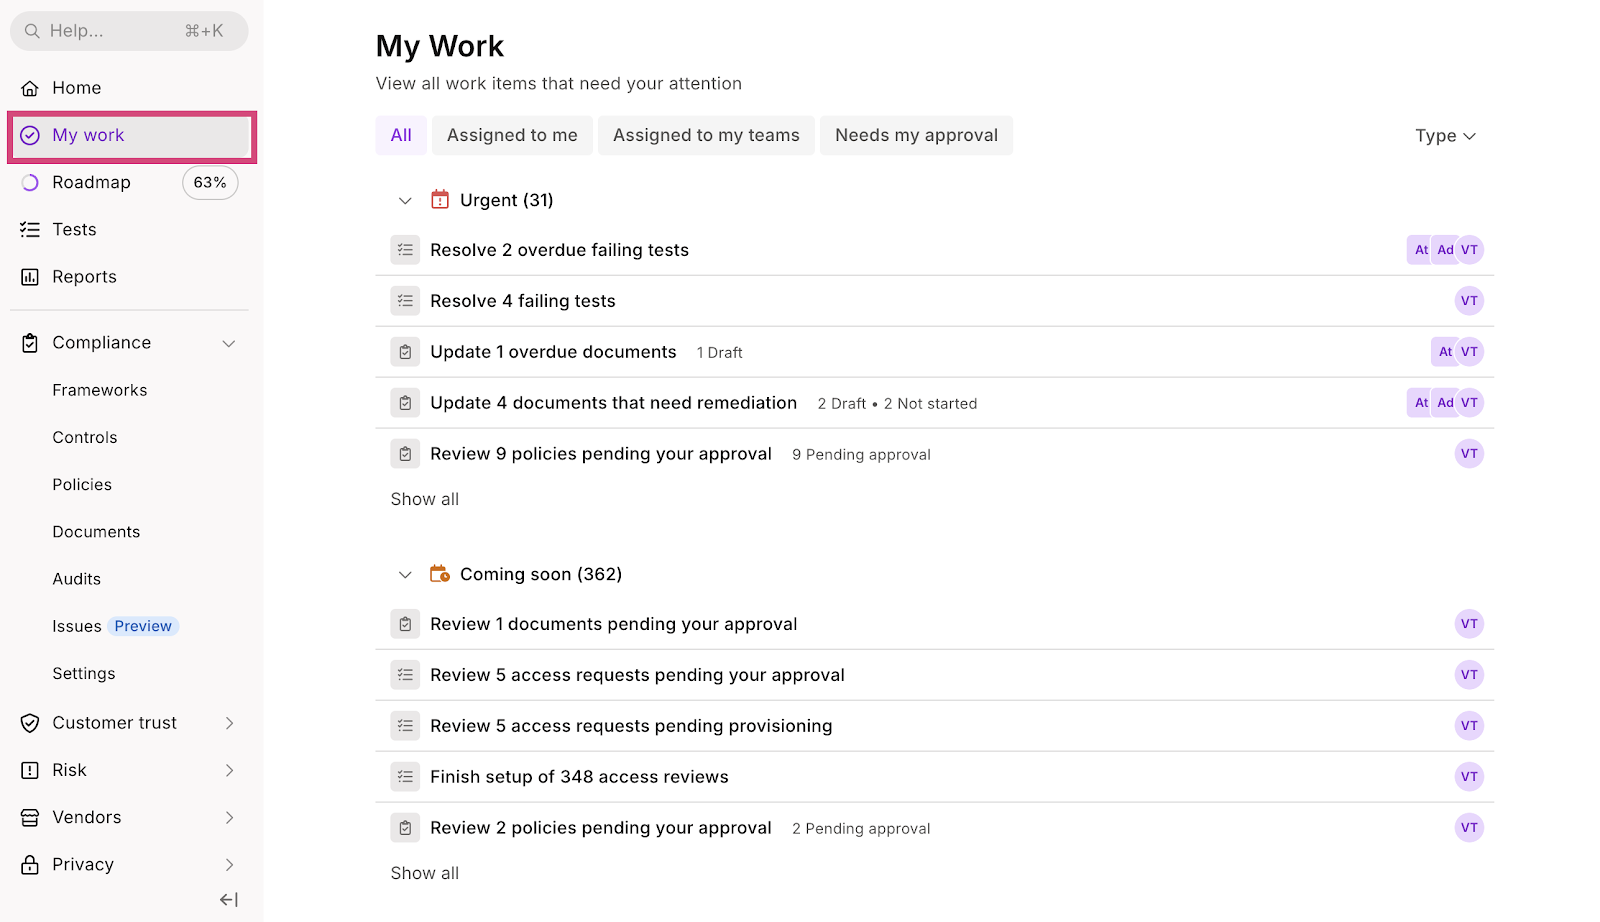 Help... ⌘+K
Home
My work
Roadmap 63%
Tests
Reports
Compliance
Frameworks
Controls
Policies
Documents
Audits
Issues Preview
Settings
Customer trust
Risk
Vendors
Privacy
My Work
View all work items that need your attention
All Assigned to me Assigned to my teams Needs my approval Type
Urgent (31)
Resolve 2 overdue failing tests At Ad VT
Resolve 4 failing tests VT
Update 1 overdue documents 1 Draft At VT
Update 4 documents that need remediation 2 Draft • 2 Not started At Ad VT
Review 9 policies pending your approval 9 Pending approval VT
Show all
Coming soon (362)
Review 1 documents pending your approval VT
Review 5 access requests pending your approval VT
Review 5 access requests pending provisioning VT
Finish setup of 348 access reviews VT
Review 2 policies pending your approval 2 Pending approval VT
Show all